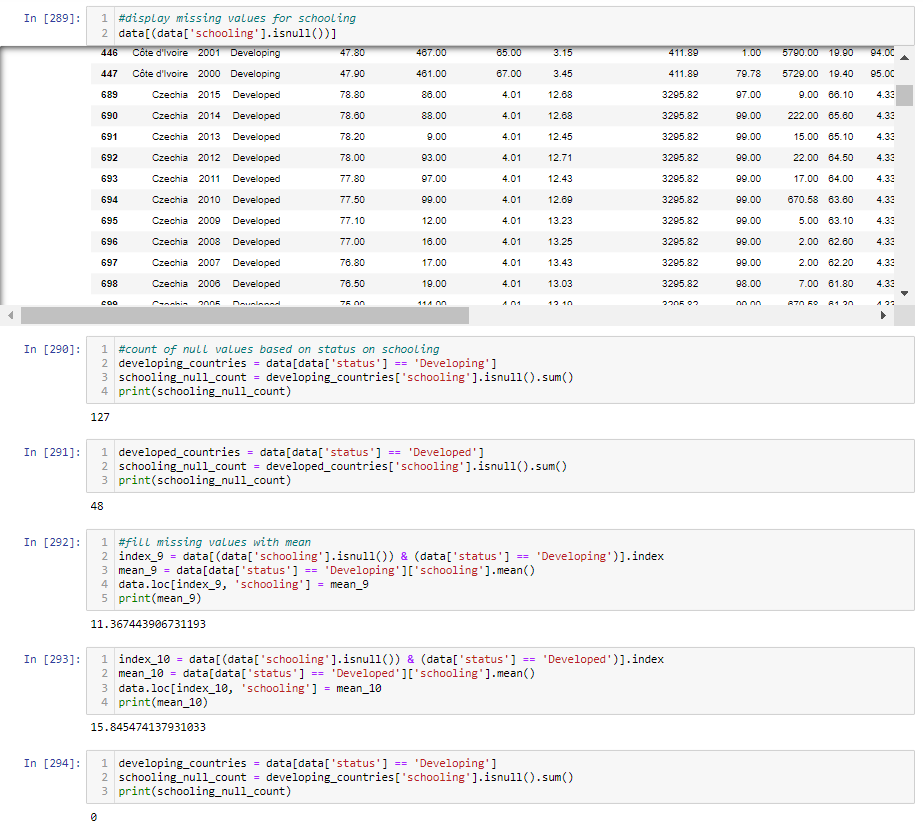 In [289]:
1 #display missing values for schooling
2 data[(data['schooling'].isnull())]
446 Côte d'Ivoire 2001 Developing 47.80 467.00 65.00 3.15 411.89 1.00 5790.00 19.90 94.00
447 Côte d'Ivoire 2000 Developing 47.90 461.00 67.00 3.45 411.89 79.78 5729.00 19.40 95.00
689 Czechia 2015 Developed 78.80 86.00 4.01 12.68 3295.82 97.00 9.00 66.10 4.33
690 Czechia 2014 Developed 78.60 88.00 4.01 12.68 3295.82 99.00 222.00 65.60 4.33
691 Czechia 2013 Developed 78.20 9.00 4.01 12.45 3295.82 99.00 15.00 65.10 4.33
692 Czechia 2012 Developed 78.00 93.00 4.01 12.71 3295.82 99.00 22.00 64.50 4.33
693 Czechia 2011 Developed 77.80 97.00 4.01 12.43 3295.82 99.00 17.00 64.00 4.33
694 Czechia 2010 Developed 77.50 99.00 4.01 12.69 3295.82 99.00 670.58 63.60 4.33
695 Czechia 2009 Developed 77.10 12.00 4.01 13.23 3295.82 99.00 5.00 63.10 4.33
696 Czechia 2008 Developed 77.00 16.00 4.01 13.25 3295.82 99.00 2.00 62.60 4.33
697 Czechia 2007 Developed 76.80 17.00 4.01 13.43 3295.82 99.00 2.00 62.20 4.33
698 Czechia 2006 Developed 76.50 19.00 4.01 13.03 3295.82 98.00 7.00 61.80 4.33
Czechia 2005 Developed
In [290]:
1 #count of null values based on status on schooling
2 developing_countries = data[data['status'] == 'Developing']
3 schooling_null_count = developing_countries['schooling'].isnull().sum()
4 print(schooling_null_count)
127
In [291]:
1 developed_countries = data[data['status'] == 'Developed']
2 schooling_null_count = developed_countries['schooling'].isnull().sum()
3 print(schooling_null_count)
48
In [292]:
1 #fill missing values with mean
2 index_9 = data[(data['schooling'].isnull()) & (data['status'] == 'Developing')].index
3 mean_9 = data[data['status'] == 'Developing']['schooling'].mean()
4 data.loc[index_9, 'schooling'] = mean_9
5 print(mean_9)
11.367443906731193
In [293]:
1 index_10 = data[(data['schooling'].isnull()) & (data['status'] == 'Developed')].index
2 mean_10 = data[data['status'] == 'Developed']['schooling'].mean()
3 data.loc[index_10, 'schooling'] = mean_10
4 print(mean_10)
15.845474137931033
In [294]:
1 developing_countries = data[data['status'] == 'Developing']
2 schooling_null_count = developing_countries['schooling'].isnull().sum()
3 print(schooling_null_count)
0